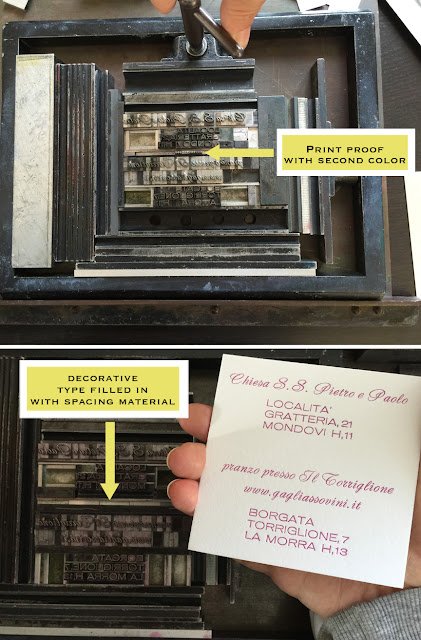 Print proof
with second color
decorative
type filled in
with spacing material
Chiesa S. S. Pietro e Paolo
LOCALITA'
GRATTERIA, 21
MONDOVI H, 11
pranzo presso Il Torriglione
www.gagliassovini.it
BORGATA
TORRIGLIONE, 7
LA MORRA H, 13